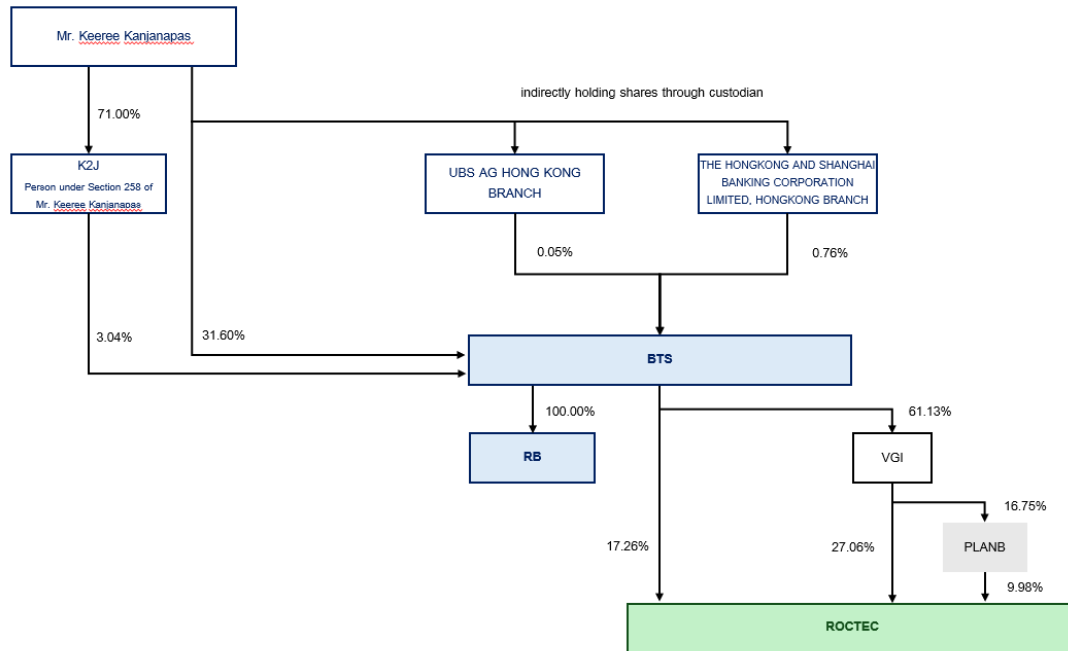 Mr. Keeree Kanjanapas
indirectly holding shares through custodian
71.00%
K2J
Person under Section 258 of
Mr. Keeree Kanjanapas
UBS AG HONG KONG
BRANCH
THE HONGKONG AND SHANGHAI
BANKING CORPORATION
LIMITED, HONGKONG BRANCH
0.05%
0.76%
3.04%
31.60%
BTS
100.00%
61.13%
RB
VGI
16.75%
17.26%
27.06%
PLANB
9.98%
ROCTEC